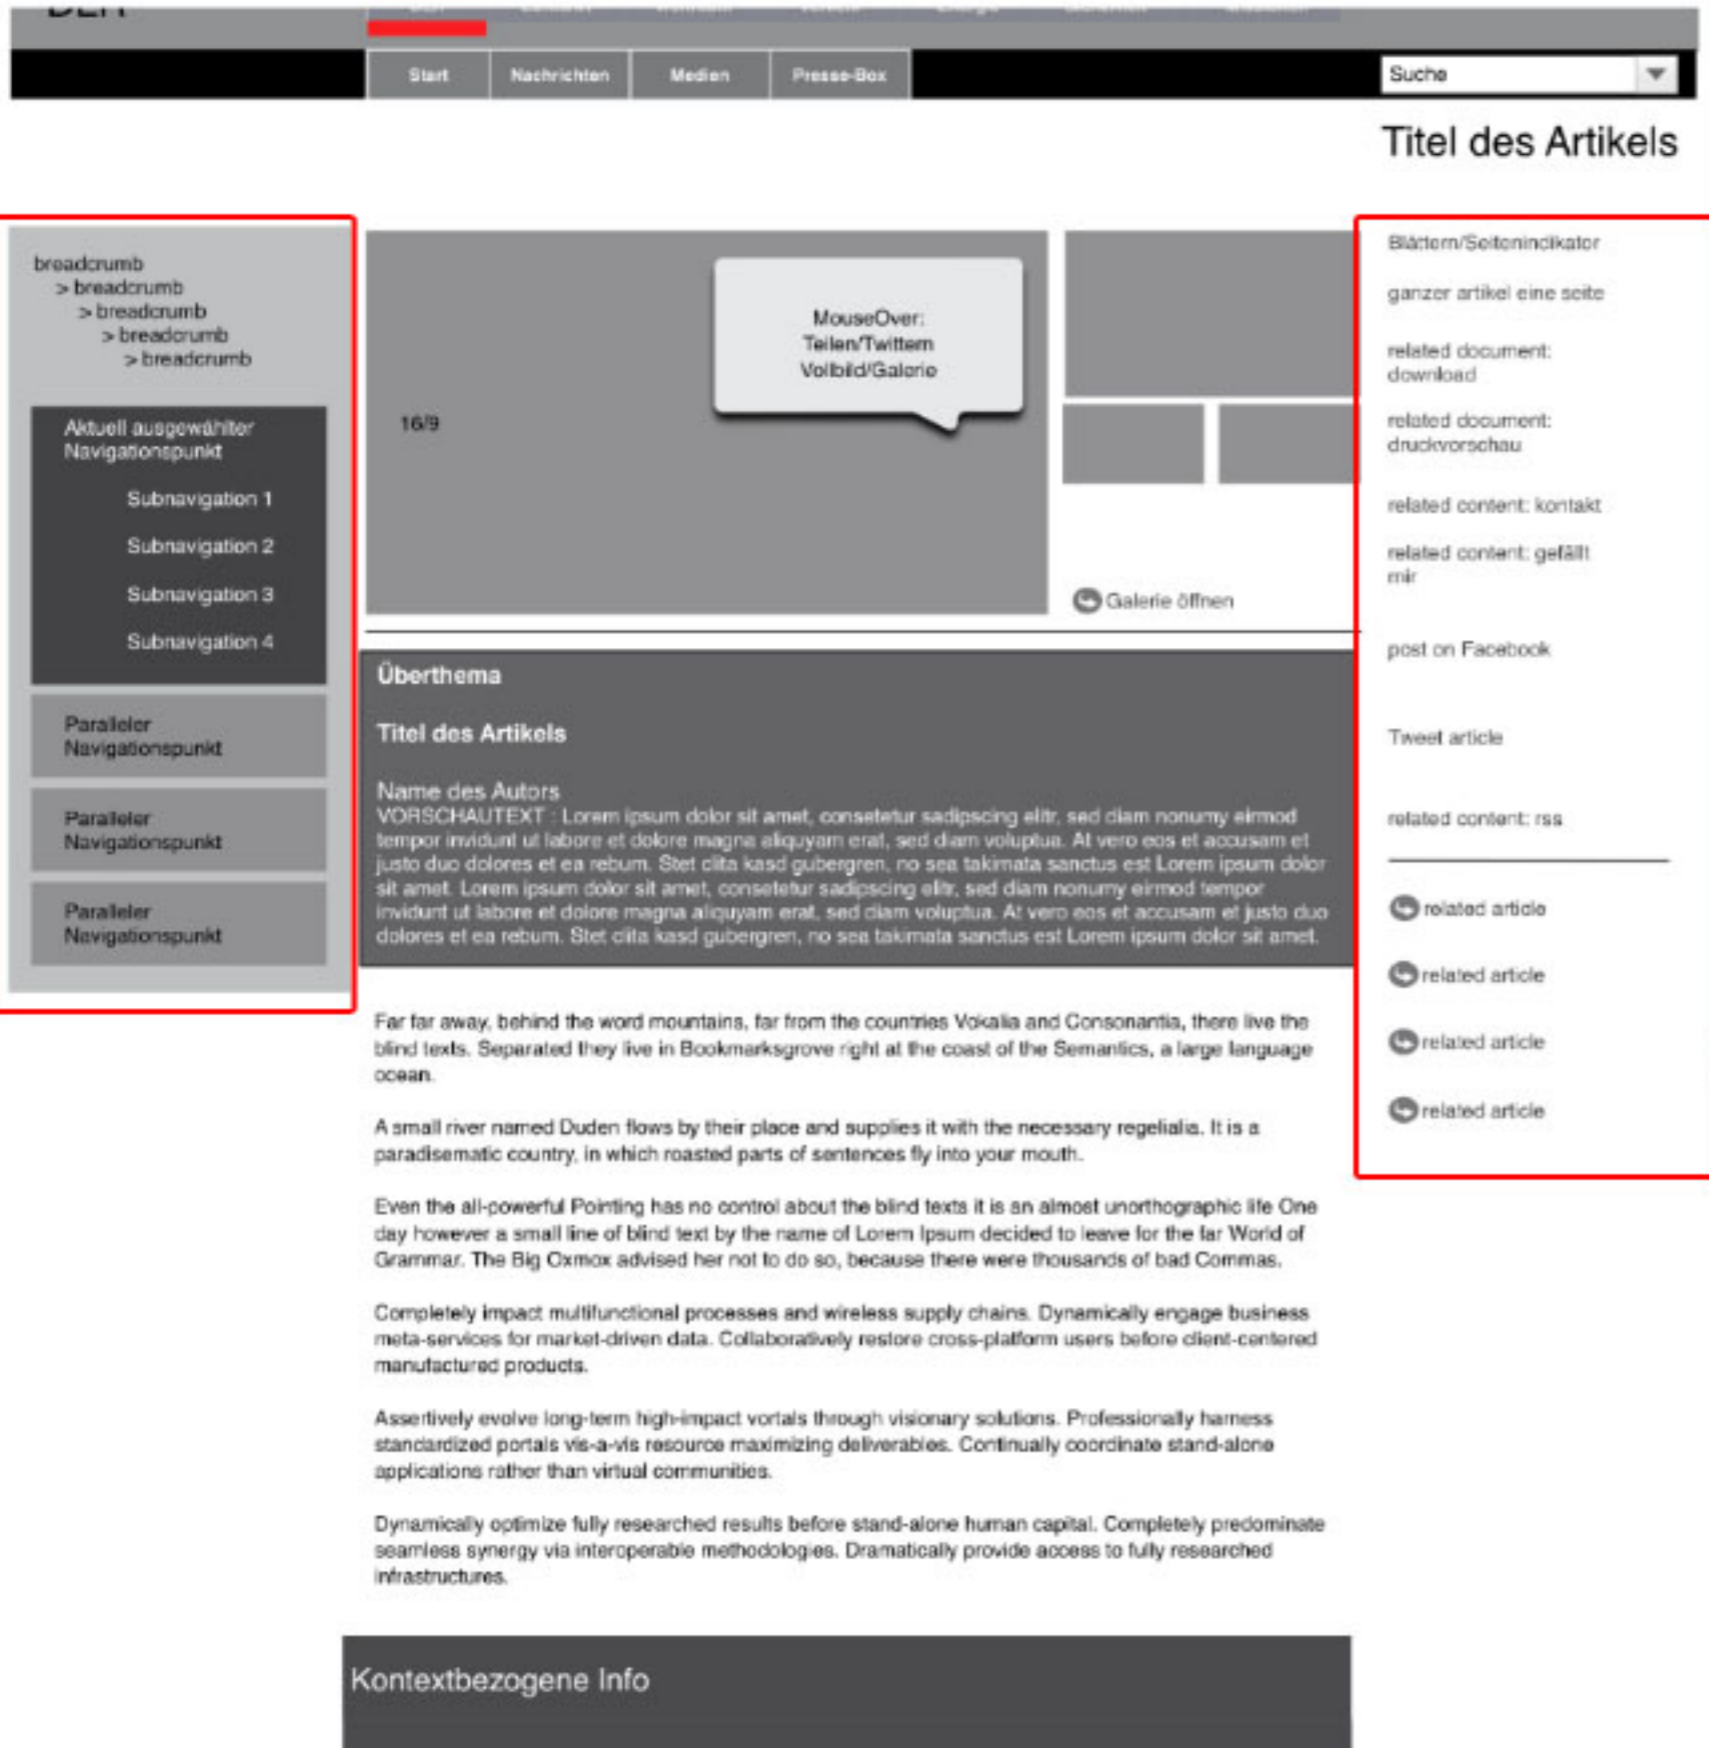 Start Nachrichten Medien Presse-Box Suche
Titel des Artikels
breadcrumb
> breadcrumb
> breadcrumb
> breadcrumb
> breadcrumb
Aktuell ausgewählter
Navigationspunkt
Subnavigation 1
Subnavigation 2
Subnavigation 3
Subnavigation 4
Paralleler
Navigationspunkt
Paralleler
Navigationspunkt
Paralleler
Navigationspunkt
16/9
MouseOver:
Teilen/Twittern
Vollbild/Galerie
Galerie öffnen
Überthema
Titel des Artikels
Name des Autors
VORSCHAUTEXT : Lorem ipsum dolor sit amet, consetetur sadipscing elitr, sed diam nonumy eirmod
tempor invidunt ut labore et dolore magna aliquyam erat, sed diam voluptua. At vero eos et accusam et
justo duo dolores et ea rebum. Stet clita kasd gubergren, no sea takimata sanctus est Lorem ipsum dolor
sit amet. Lorem ipsum dolor sit amet, consetetur sadipscing elitr, sed diam nonumy eirmod tempor
invidunt ut labore et dolore magna aliquyam erat, sed diam voluptua. At vero eos et accusam et justo duo
dolores et ea rebum. Stet clita kasd gubergren, no sea takimata sanctus est Lorem ipsum dolor sit amet.
Far far away, behind the word mountains, far from the countries Vokalia and Consonantia, there live the
blind texts. Separated they live in Bookmarksgrove right at the coast of the Semantics, a large language
ocean.
A small river named Duden flows by their place and supplies it with the necessary regelialia. It is a
paradisematic country, in which roasted parts of sentences fly into your mouth.
Even the all-powerful Pointing has no control about the blind texts it is an almost unorthographic life One
day however a small line of blind text by the name of Lorem Ipsum decided to leave for the far World of
Grammar. The Big Oxmox advised her not to do so, because there were thousands of bad Commas.
Completely impact multifunctional processes and wireless supply chains. Dynamically engage business
meta-services for market-driven data. Collaboratively restore cross-platform users before client-centered
manufactured products.
Assertively evolve long-term high-impact vortals through visionary solutions. Professionally harness
standardized portals vis-a-vis resource maximizing deliverables. Continually coordinate stand-alone
applications rather than virtual communities.
Dynamically optimize fully researched results before stand-alone human capital. Completely predominate
seamless synergy via interoperable methodologies. Dramatically provide access to fully researched
infrastructures.
Kontextbezogene Info
Blättern/Seitenindikator
ganzer artikel eine seite
related document:
download
related document:
druckvorschau
related content: kontakt
related content: gefällt
mir
post on Facebook
Tweet article
related content: rss
related article
related article
related article
related article